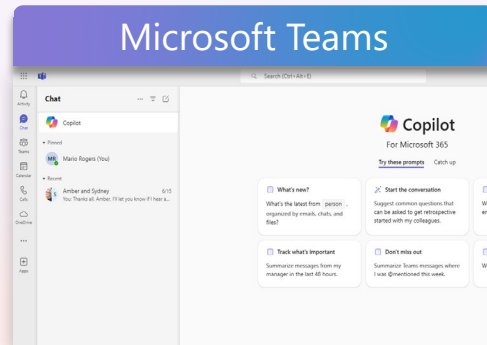 Microsoft Teams
Search (Ctrl+Alt+E)
Activity
Chat
Teams
Calendar
Calls
OneDrive
Apps
Chat
Copilot
Pinned
Mario Rogers (You)
MR
Recent
Amber and Sydney 6/15
You: Thanks all. Amber, I'll let you know if I hear a...
Copilot
For Microsoft 365
Try these prompts Catch up
What's new?
What's the latest from person,
organized by emails, chats, and
files?
Start the conversation
Suggest common questions that
can be asked to get retrospective
started with my colleagues.
Track what's important
Summarize messages from my
manager in the last 48 hours.
Don't miss out
Summarize Teams messages where
I was @mentioned this week.